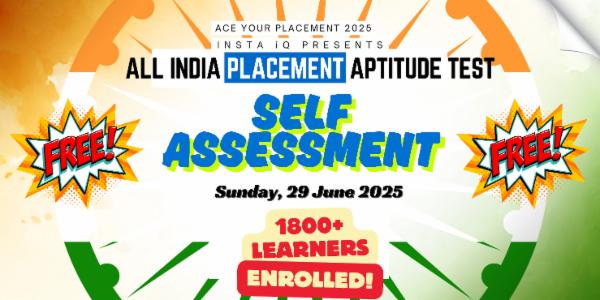 ACE YOUR PLACEMENT 2025
INSTA iQ PRESENTS
ALL INDIA PLACEMENT APTITUDE TEST
SELF
ASSESSMENT
FREE!
FREE!
Sunday, 29 June 2025
1800+
LEARNERS
ENROLLED!